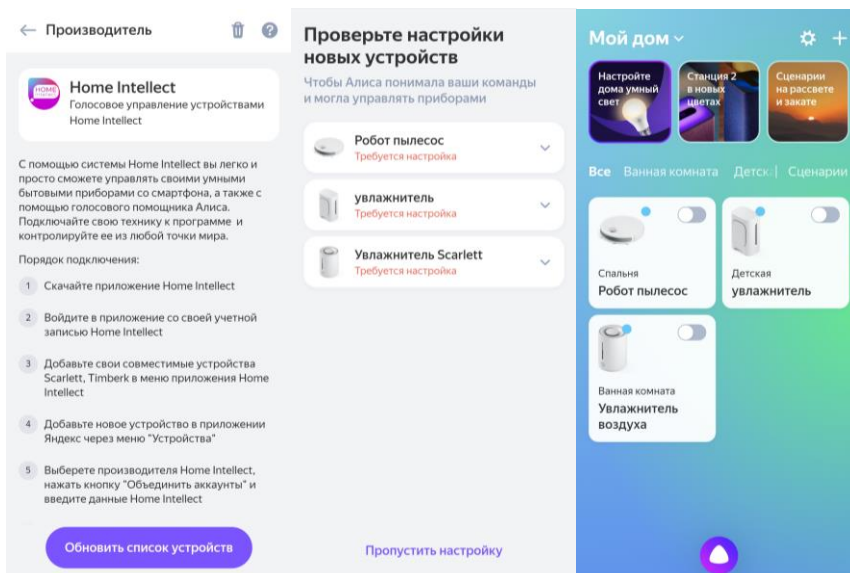 Производитель
HOME
Home Intellect
Голосовое управление устройствами
Home Intellect
С помощью системы Home Intellect вы легко и
просто сможете управлять своими умными
бытовыми приборами со смартфона, а также с
помощью голосового помощника Алиса.
Подключайте свою технику к программе и
контролируйте ее из любой точки мира.
Порядок подключения:
1 Скачайте приложение Home Intellect
2 Войдите в приложение со своей учетной
записью Home Intellect
3 Добавьте свои совместимые устройства
Scarlett, Timberk в меню приложения Home
Intellect
4 Добавьте новое устройство в приложении
Яндекс через меню "Устройства"
5 Выберете производителя Home Intellect,
нажать кнопку "Объединить аккаунты" и
введите данные Home Intellect
Обновить список устройств
Проверьте настройки
новых устройств
Чтобы Алиса понимала ваши команды
и могла управлять приборами
Робот пылесос
Требуется настройка
увлажнитель
Требуется настройка
Увлажнитель Scarlett
Требуется настройка
Пропустить настройку
Мой дом
Настройте
дома умный
свет
Станция 2
в новых
цветах
Сценарии
на рассвете
и закате
Все Ванная комната Детск. Сценарии
Спальня
Робот пылесос
Детская
увлажнитель
Ванная комната
Увлажнитель
воздуха